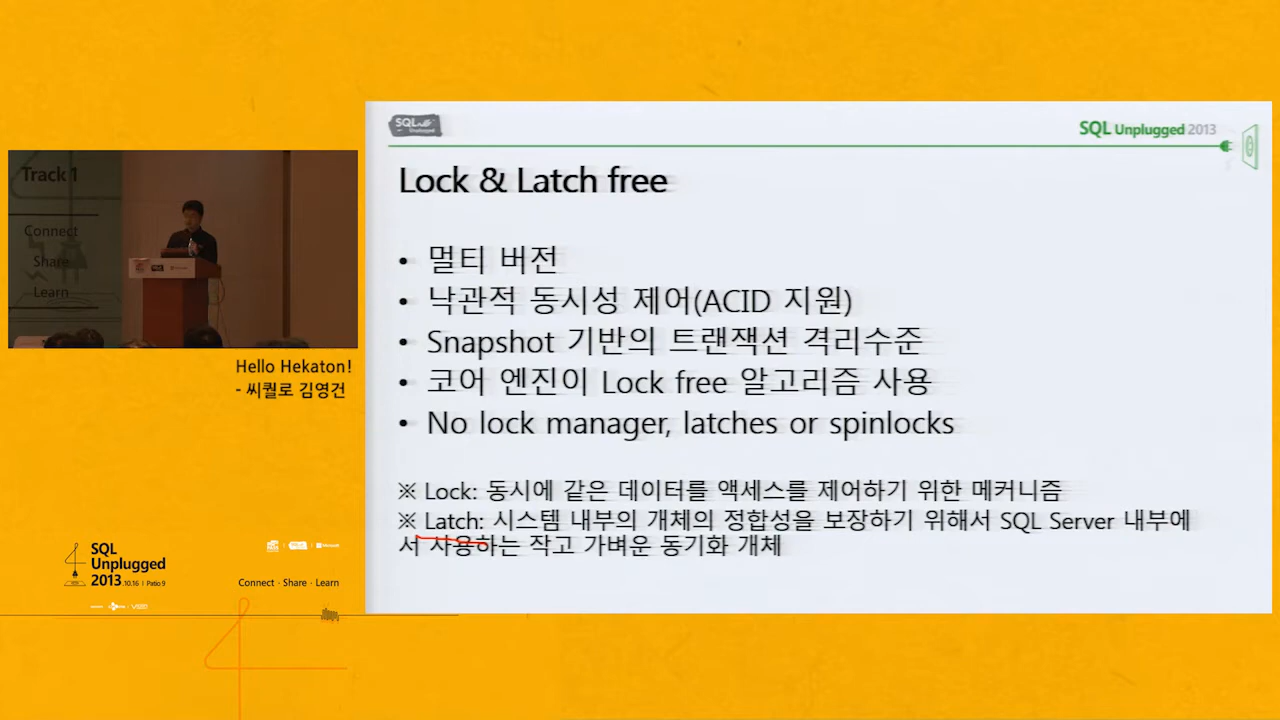 Track 1
Connect
Share
Learn
Hello Hekaton!
- 씨퀄로 김영건
SQL
Unplugged
2013 .10.16 | Patio 9
Connect · Share · Learn
SQL
Unplugged
SQL Unplugged 2013
Lock & Latch free
• 멀티 버전
• 낙관적 동시성 제어(ACID 지원)
• Snapshot 기반의 트랜잭션 격리수준
• 코어 엔진이 Lock free 알고리즘 사용
• No lock manager, latches or spinlocks
※ Lock: 동시에 같은 데이터를 액세스를 제어하기 위한 메커니즘
※ Latch: 시스템 내부의 개체의 정합성을 보장하기 위해서 SQL Server 내부에
서 사용하는 작고 가벼운 동기화 개체